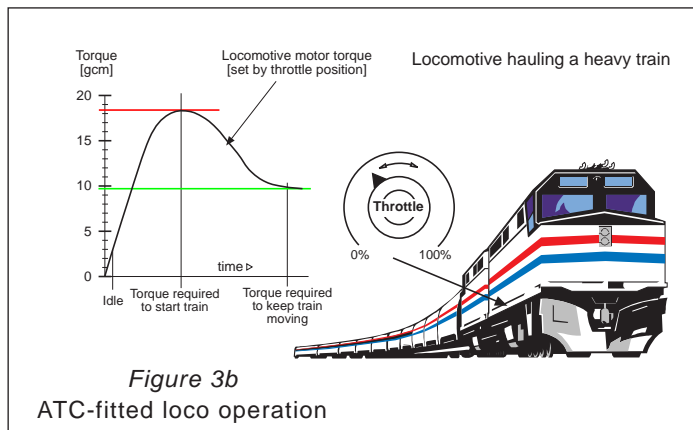 Torque
[gcm]
Locomotive motor torque
[set by throttle position]
Locomotive hauling a heavy train
20
15
10
5
0
time
Idle
Torque required
to start train
Torque required
to keep train
moving
Throttle
0%
100%
Figure 3b
ATC-fitted loco operation